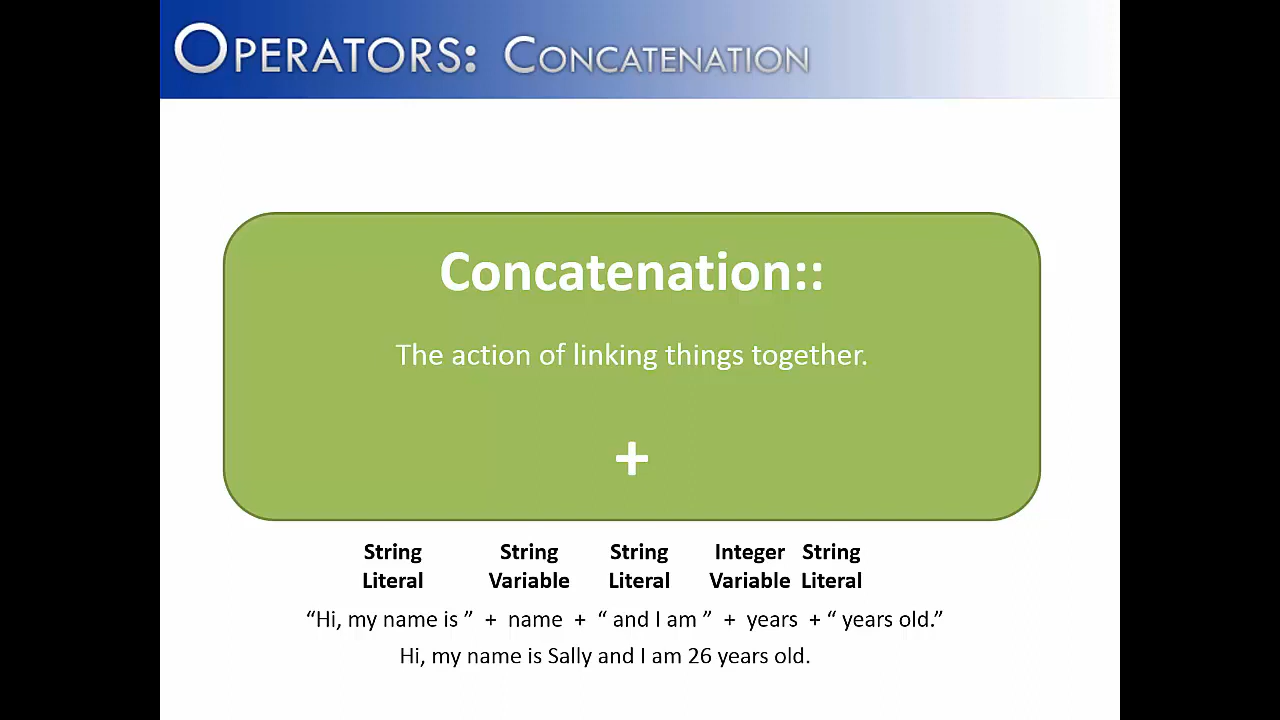 OPERATORS: CONCATENATION
Concatenation::
The action of linking things together.
+
String String String Integer String
Literal Variable Literal Variable Literal
“Hi, my name is ” + name + “ and I am ” + years + “ years old.”
Hi, my name is Sally and I am 26 years old.